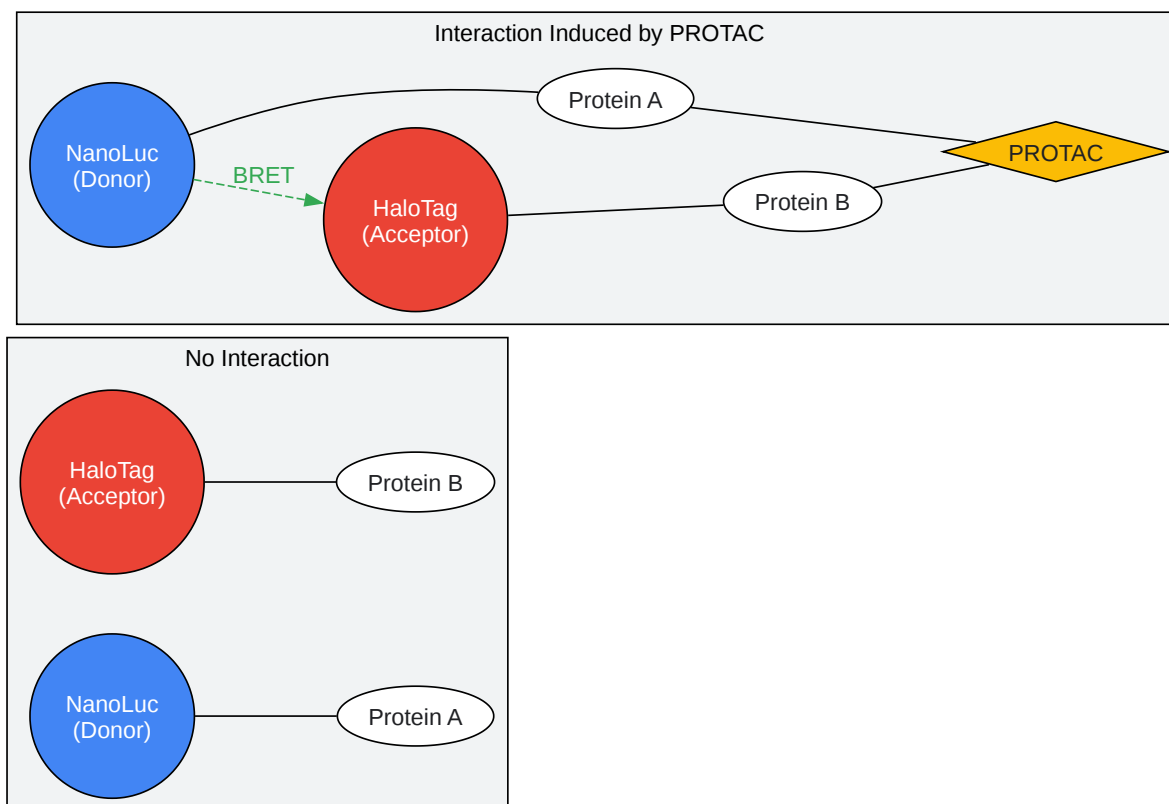 Interaction Induced by PROTAC
NanoLuc
(Donor)
BRET
HaloTag
(Acceptor)
Protein A
Protein B
PROTAC
No Interaction
HaloTag
(Acceptor)
Protein B
NanoLuc
(Donor)
Protein A